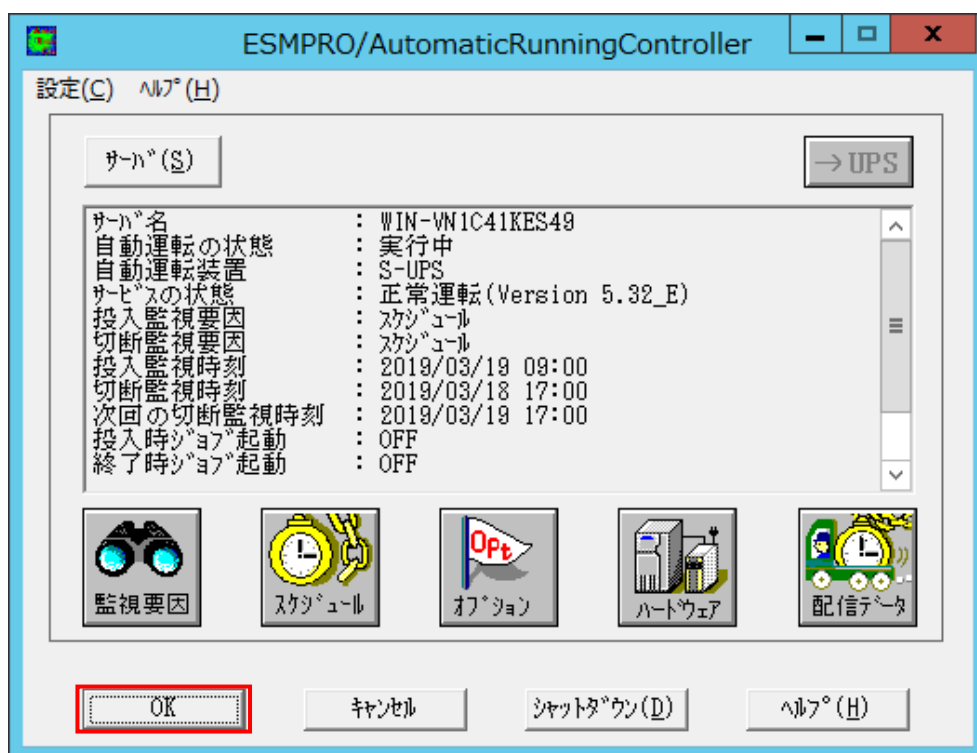 ESMPRO/AutomaticRunningController
設定(C) ﾍﾙﾌﾟ(H)
ｻｰﾊﾞ(S)
→UPS
ｻｰﾊﾞ名 : WIN-VN1C41KES49
自動運転の状態 : 実行中
自動運転装置 : S-UPS
ｻｰﾋﾞｽの状態 : 正常運転(Version 5.32_E)
投入監視要因 : ｽｹｼﾞｭｰﾙ
切断監視要因 : ｽｹｼﾞｭｰﾙ
投入監視時刻 : 2019/03/19 09:00
切断監視時刻 : 2019/03/18 17:00
次回の切断監視時刻 : 2019/03/19 17:00
投入時ｼﾞｮﾌﾞ起動 : OFF
終了時ｼﾞｮﾌﾞ起動 : OFF
OPt
監視要因 ｽｹｼﾞｭｰﾙ ｵﾌﾟｼｮﾝ ﾊｰﾄﾞｳｪｱ 配信ﾃﾞｰﾀ
OK ｷｬﾝｾﾙ ｼｬｯﾄﾀﾞｳﾝ(D) ﾍﾙﾌﾟ(H)